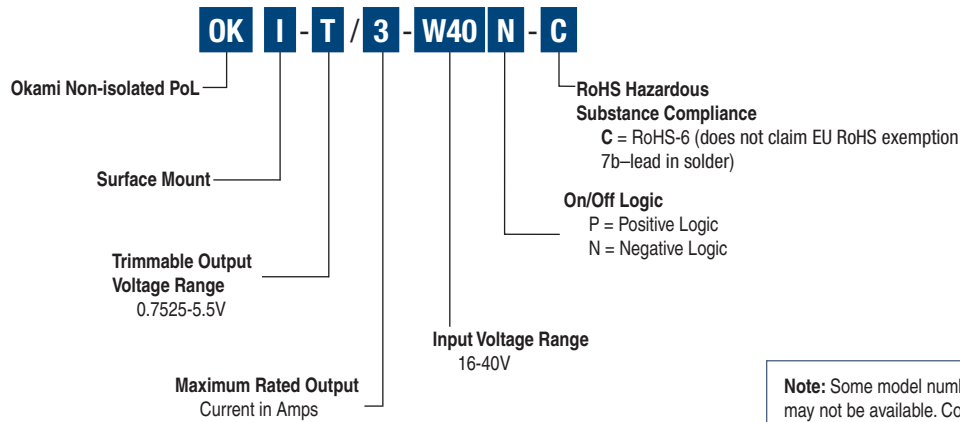 OK I - T / 3 - W40 N - C
Okami Non-isolated PoL
RoHS Hazardous
Substance Compliance
C = RoHS-6 (does not claim EU RoHS exemption
7b–lead in solder)
Surface Mount
On/Off Logic
P = Positive Logic
N = Negative Logic
Trimmable Output
Voltage Range
0.7525-5.5V
Input Voltage Range
16-40V
Maximum Rated Output
Current in Amps
Note: Some model num
may not be available. Co